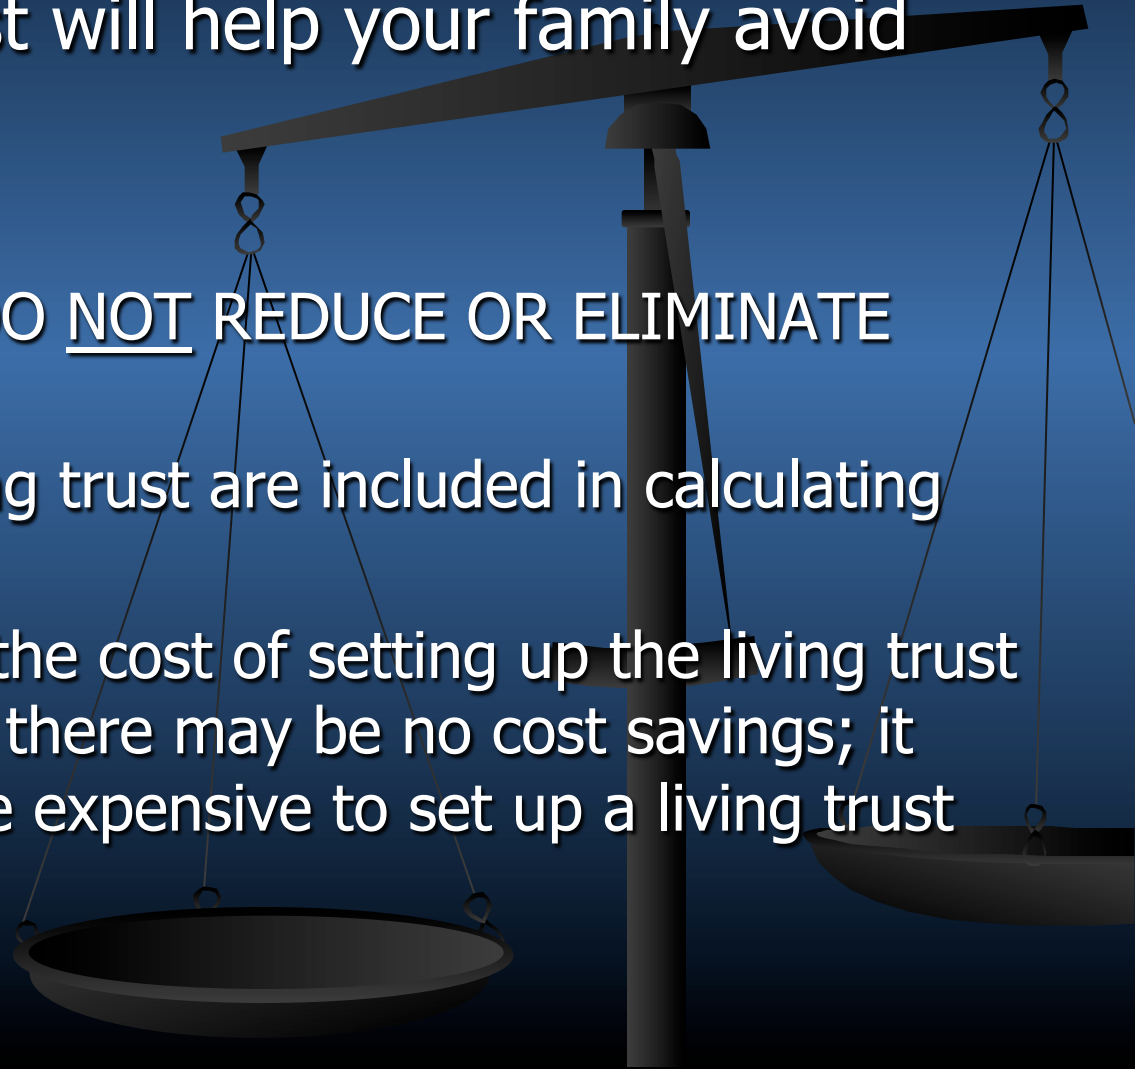 will help your family avoid
NOT REDUCE OR ELIMINATE
trust are included in calculating
the cost of setting up the living trust
there may be no cost savings; it
expensive to set up a living trust